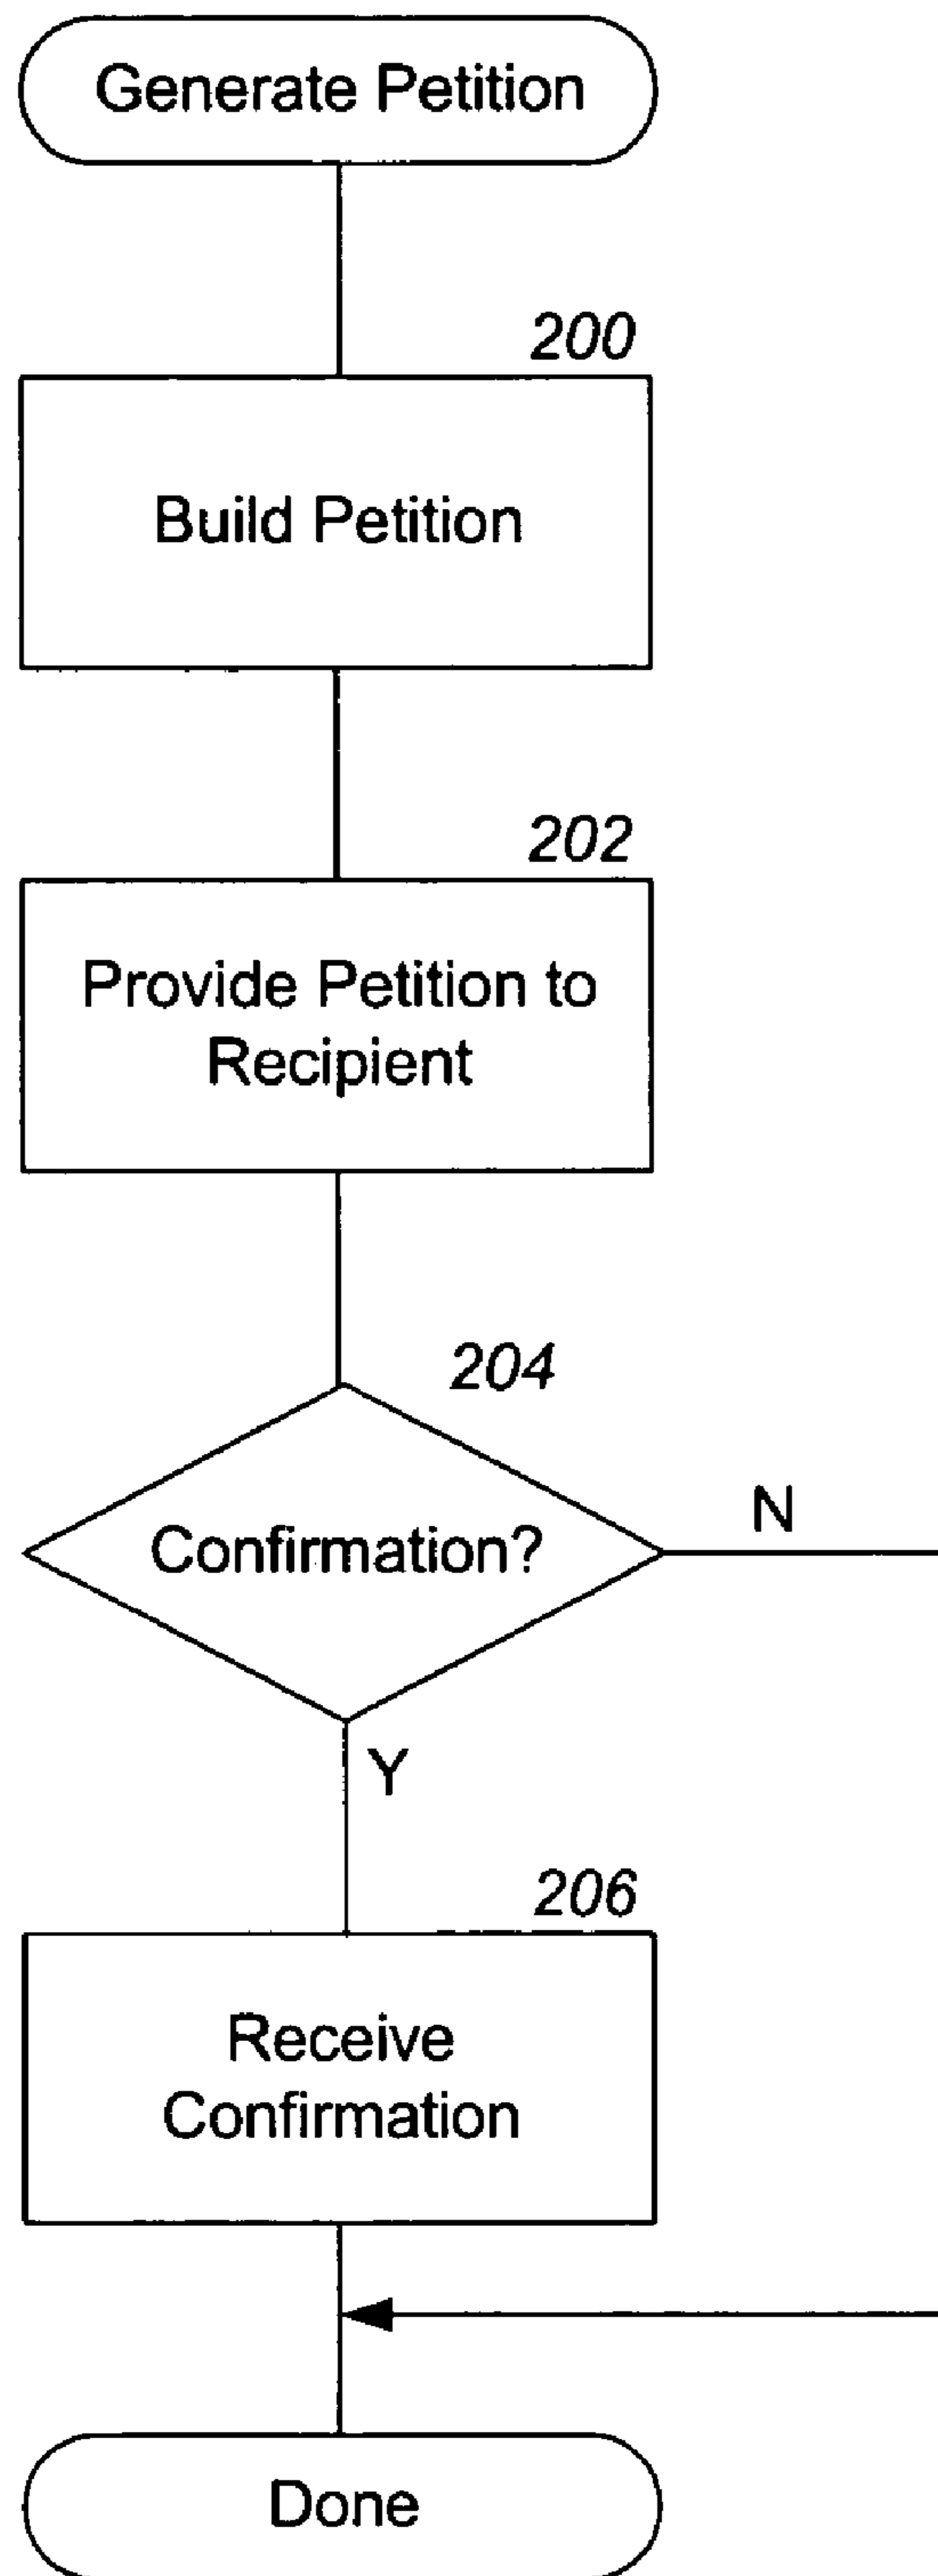 Generate Petition
200
Build Petition
202
Provide Petition to
Recipient
204
Confirmation?
N
Y
206
Receive
Confirmation
Done